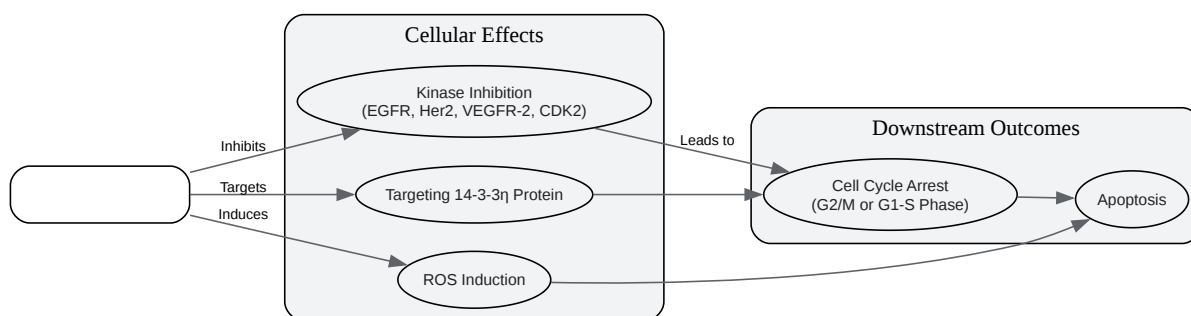 Cellular Effects
Kinase Inhibition
(EGFR, Her2, VEGFR-2, CDK2)
Leads to
Downstream Outcomes
Inhibits
Targets
Induces
Targeting 14-3-3η Protein
Cell Cycle Arrest
(G2/M or G1-S Phase)
Apoptosis
ROS Induction